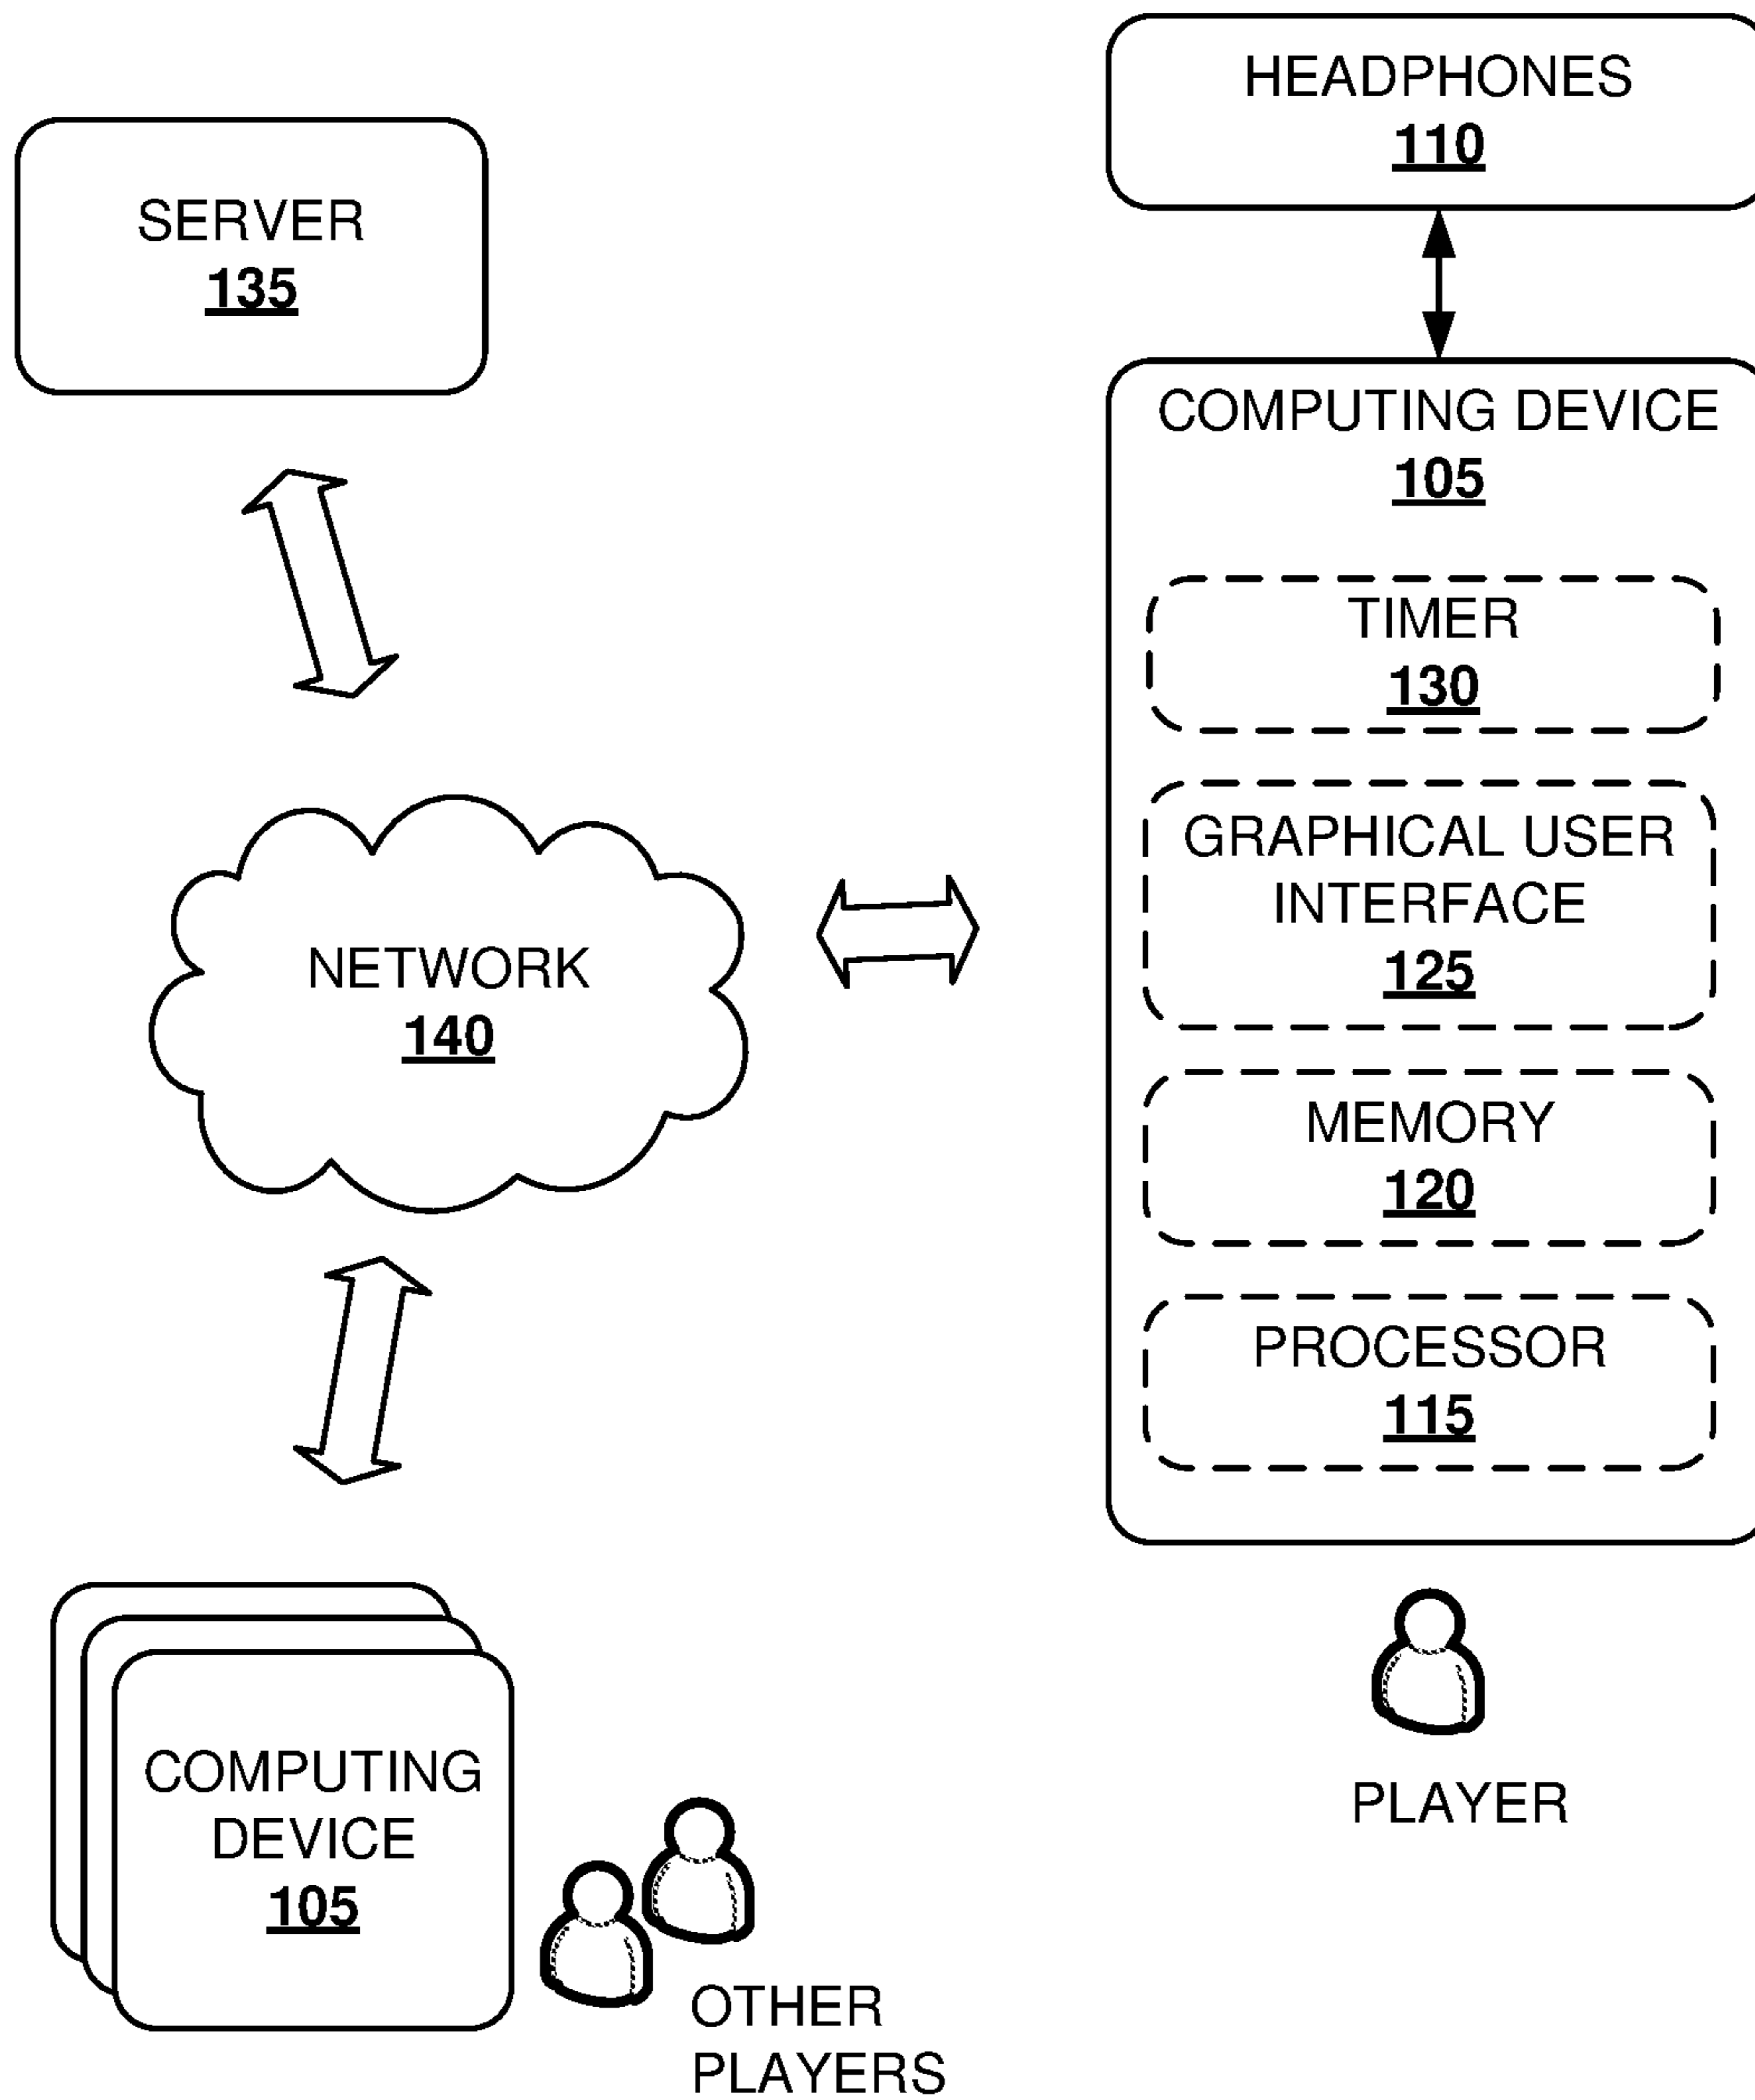 HEADPHONES
110
SERVER
135
COMPUTING DEVICE
105
TIMER
130
GRAPHICAL USER
INTERFACE
125
NETWORK
140
MEMORY
120
PROCESSOR
115
COMPUTING
DEVICE
105
PLAYER
OTHER
PLAYERS